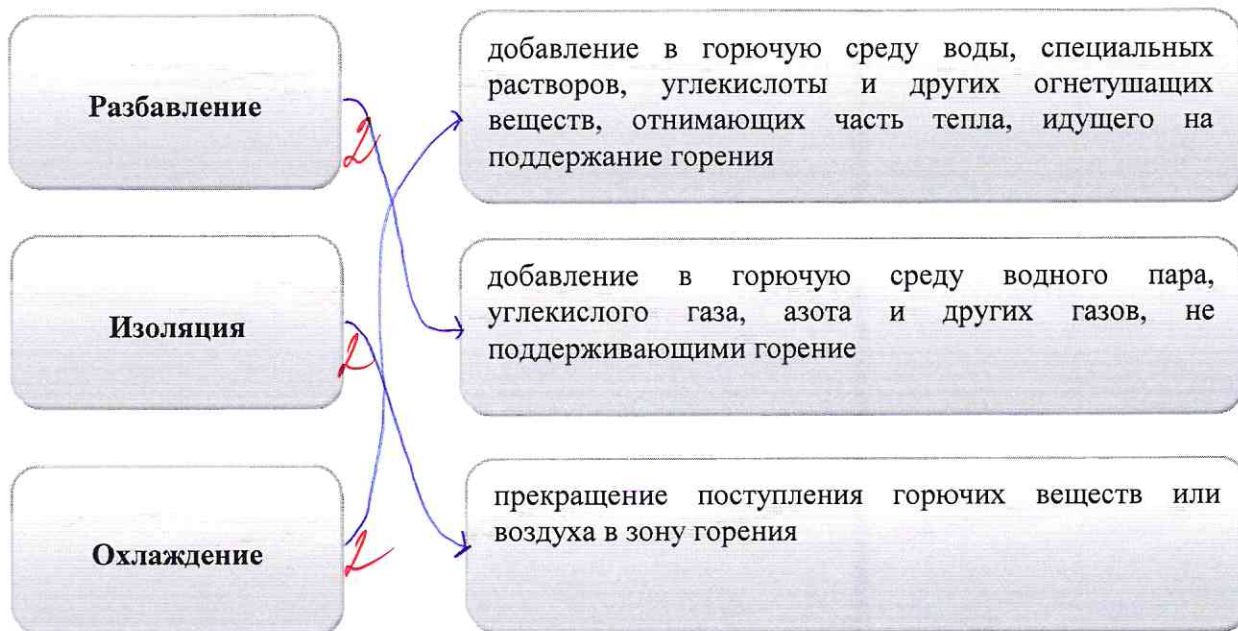 Разбавление
2
добавление в горючую среду воды, специальных
растворов, углекислоты и других огнетушащих
веществ, отнимающих часть тепла, идущего на
поддержание горения
Изоляция
2
добавление в горючую среду водного пара,
углекислого газа, азота и других газов, не
поддерживающими горение
Охлаждение
2
прекращение поступления горючих веществ или
воздуха в зону горения